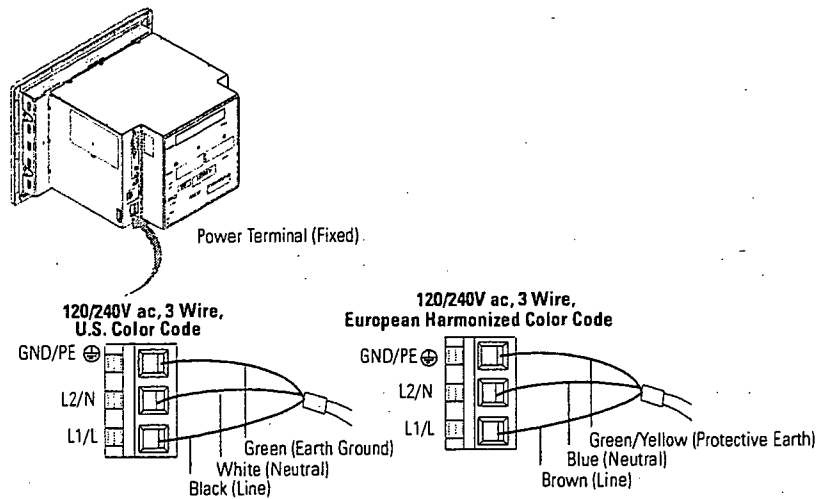 Power Terminal (Fixed)
120/240V ac, 3 Wire,
U.S. Color Code
GND/PE
L2/N
L1/L
Green (Earth Ground)
White (Neutral)
Black (Line)
120/240V ac, 3 Wire,
European Harmonized Color Code
GND/PE
L2/N
L1/L
Green/Yellow (Protective Earth)
Blue (Neutral)
Brown (Line)